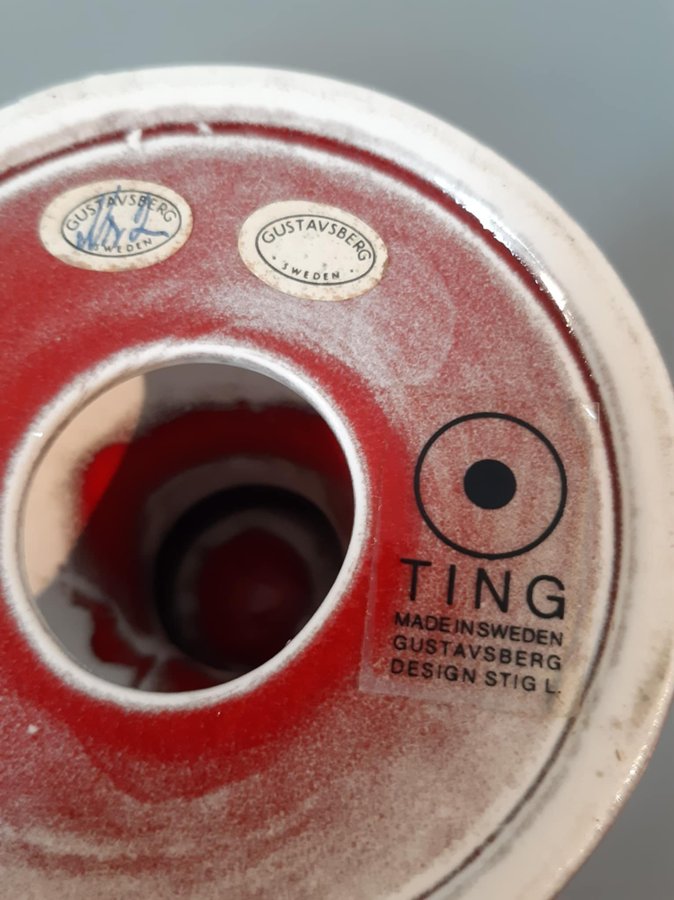 GUSTAVSBERG
SWEDEN
GUSTAVSBERG
· SWEDEN ·
TING
MADE IN SWEDEN
GUSTAVSBERG
DESIGN STIG L.